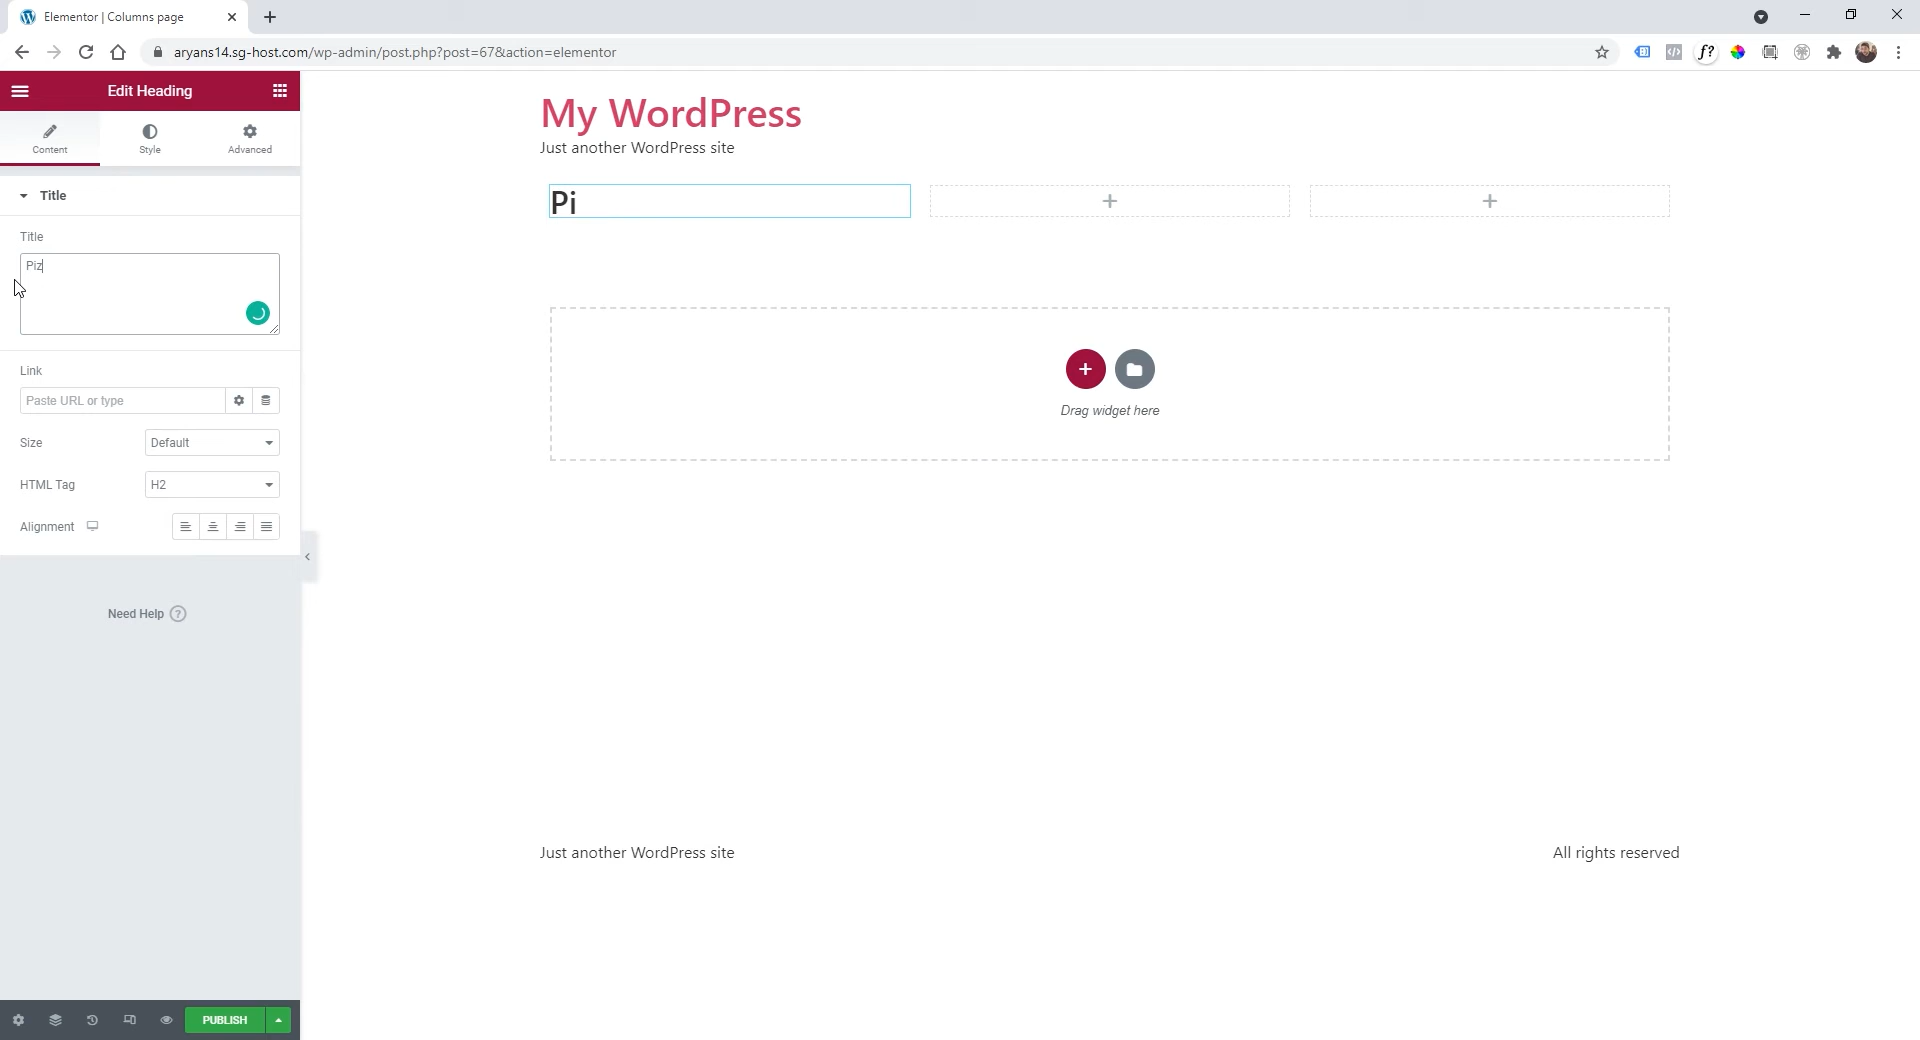 Elementor | Columns page
aryans14.sg-host.com/wp-admin/post.php?post=67&action=elementor
f?
Edit Heading
Content
Style
Advanced
Title
Title
Piz
Link
Paste URL or type
Size
Default
HTML Tag
H2
Alignment
Need Help ?
PUBLISH
My WordPress
Just another WordPress site
Pi
Drag widget here
Just another WordPress site
All rights reserved